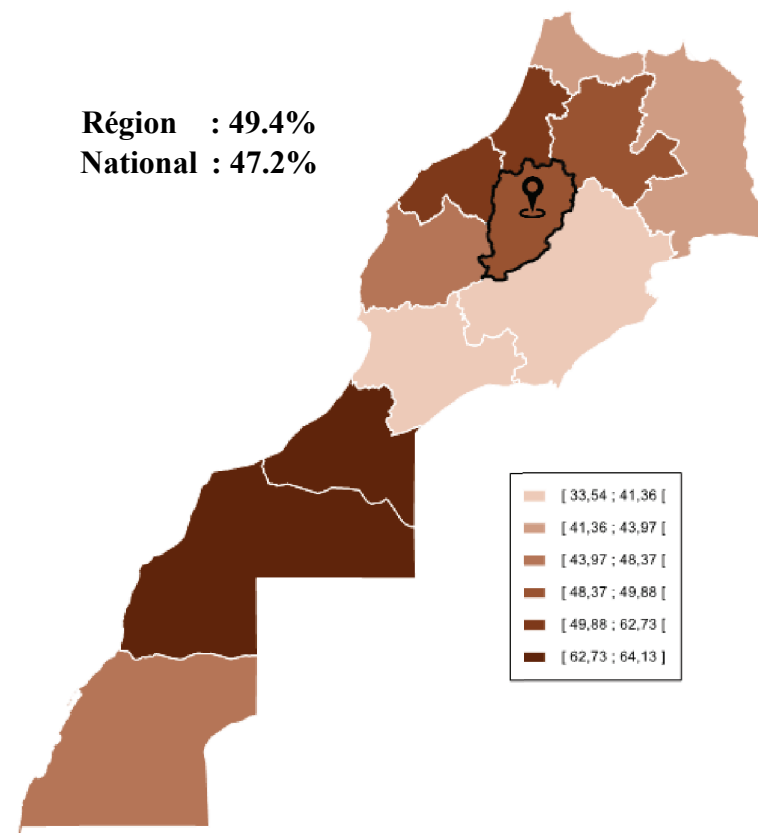 Région : 49.4%
National : 47.2%
[ 33,54 ; 41,36 [
[ 41,36 ; 43,97 [
[ 43,97 ; 48,37 [
[ 48,37 ; 49,88 [
[ 49,88 ; 62,73 [
[ 62,73 ; 64,13 ]